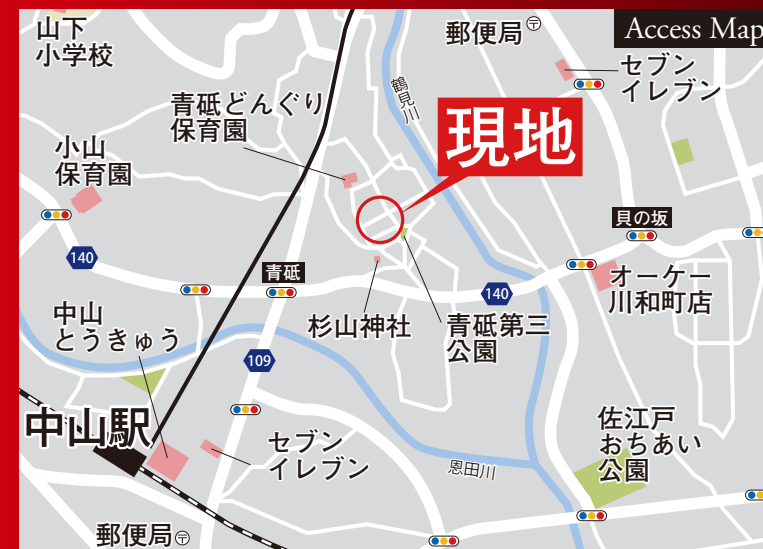 Access Map
山下
小学校
郵便局〒
セブン
イレブン
青砥どんぐり
保育園
鶴見川
現地
小山
保育園
貝の坂
140
青砥
140
オーケー
川和町店
中山
とうきゅう
杉山神社
青砥第三
公園
109
中山駅
セブン
イレブン
恩田川
佐江戸
おちあい
公園
郵便局〒